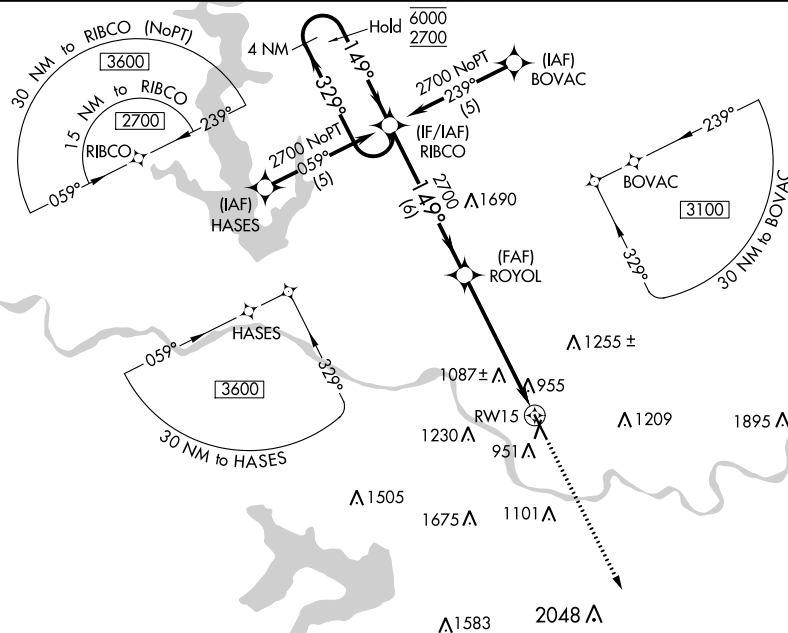 30 NM to RIBCO (NoPT)
3600
15 NM to RIBCO
2700
239°
RIBCO
059°
4 NM
Hold
6000
2700
149°
329°
2700 NoPT
239°
(5)
(IAF)
BOVAC
(IF/IAF)
RIBCO
2700 NoPT
059°
(5)
(IAF)
HASES
2700
149°
(6)
1690
(FAF)
ROYOL
239°
BOVAC
3100
329°
30 NM to BOVAC
HASES
059°
329°
3600
30 NM to HASES
1255 ±
1087±
955
RW15
1209
1895
1230
951
1505
1675
1101
1583
2048